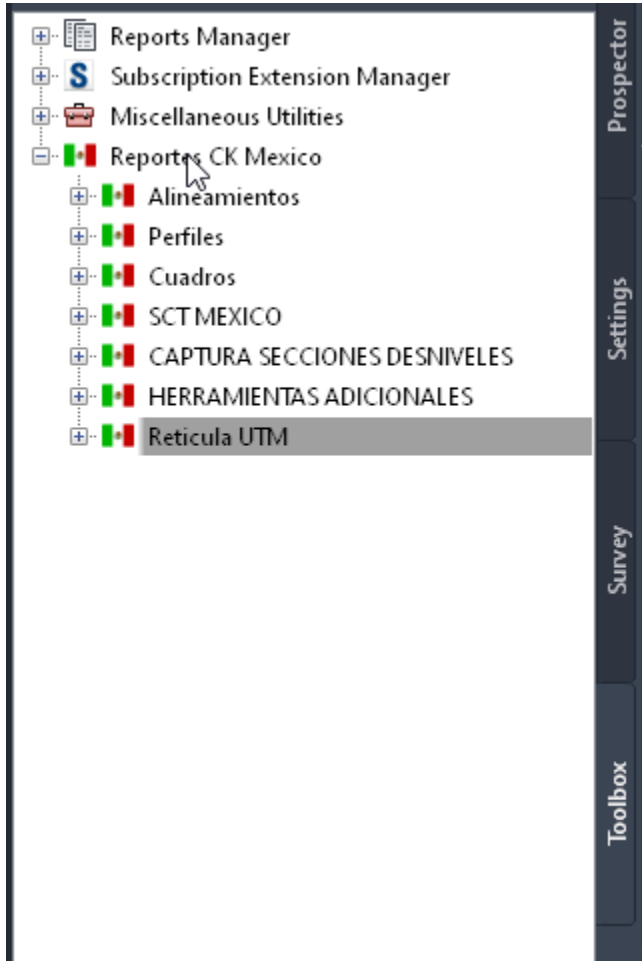 Reports Manager
S Subscription Extension Manager
Miscellaneous Utilities
Reportes CK Mexico
Alineamientos
Perfiles
Cuadros
SCT MEXICO
CAPTURA SECCIONES DESNIVELES
HERRAMIENTAS ADICIONALES
Reticula UTM
Prospector
Settings
Survey
Toolbox